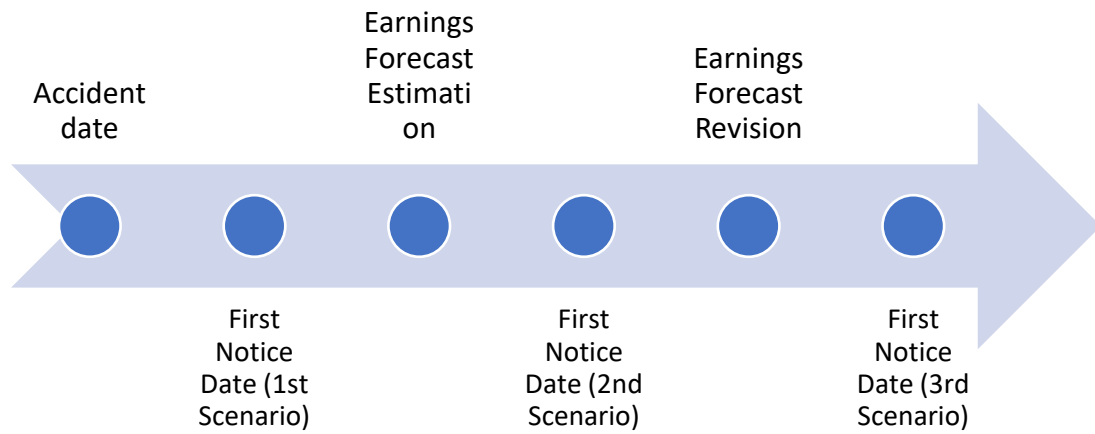 Accident
date
First
Notice
Date (1st
Scenario)
Earnings
Forecast
Estimati
on
First
Notice
Date (2nd
Scenario)
Earnings
Forecast
Revision
First
Notice
Date (3rd
Scenario)